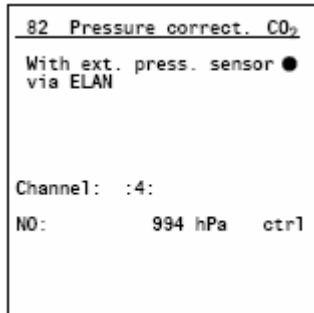 82 Pressure correct. CO₂
With ext. press. sensor ●
via ELAN
Channel: :4:
NO: 994 hPa ctrl